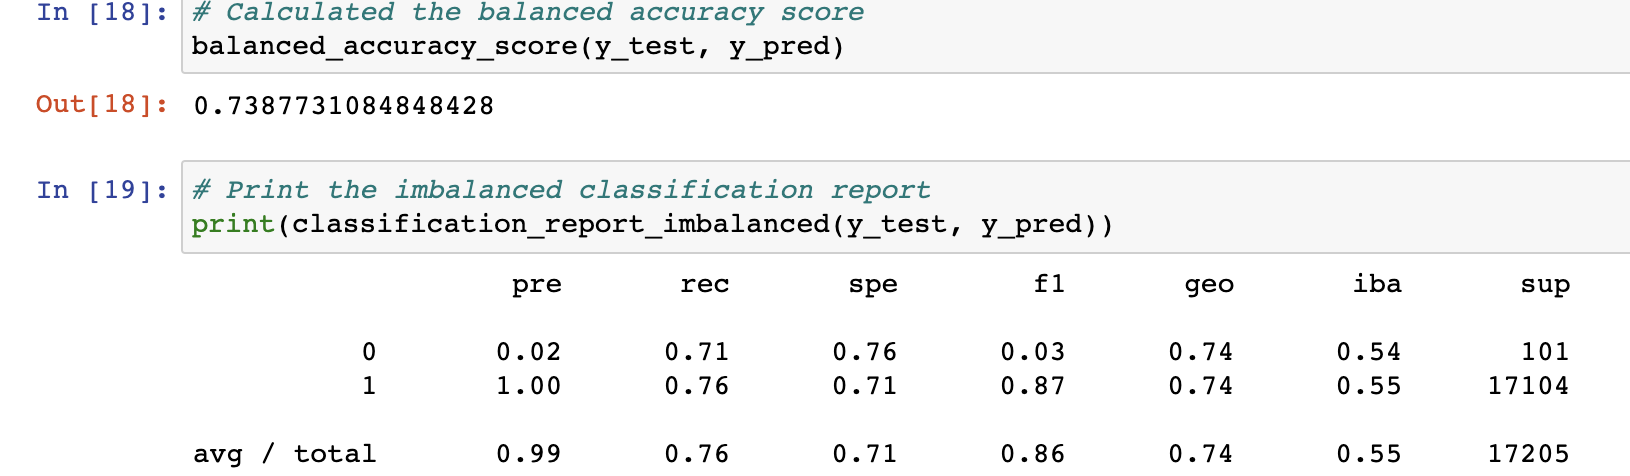 In [18]: # Calculated the balanced accuracy score
balanced_accuracy_score(y_test, y_pred)
Out[18]: 0.7387731084848428
In [19]: # Print the imbalanced classification report
print(classification_report_imbalanced(y_test, y_pred))
pre rec spe f1 geo iba sup
0 0.02 0.71 0.76 0.03 0.74 0.54 101
1 1.00 0.76 0.71 0.87 0.74 0.55 17104
avg / total 0.99 0.76 0.71 0.86 0.74 0.55 17205